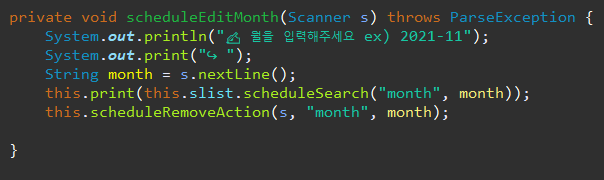 private void scheduleEditMonth(Scanner s) throws ParseException {
System.out.println("✍ 월을 입력해주세요 ex) 2021-11");
System.out.print("↪ ");
String month = s.nextLine();
this.print(this.slist.scheduleSearch("month", month));
this.scheduleRemoveAction(s, "month", month);
}